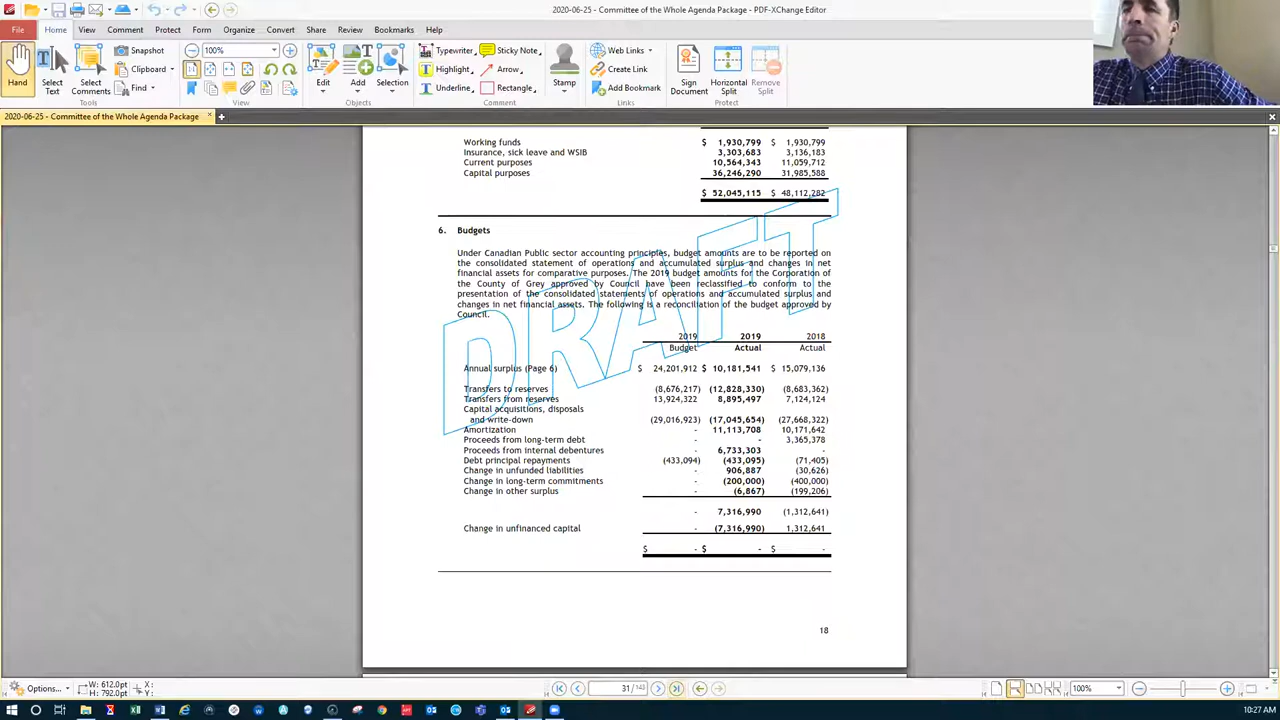 2020-06-25 - Committee of the Whole Agenda Package - PDF-XChange Editor
File Home View Comment Protect Form Organize Convert Share Review Bookmarks Help
Hand
Select Text
Select Comments
Snapshot
Clipboard
Find
Tools
100%
View
Edit
Add
Selection
Objects
Typewriter
Highlight
Underline
Sticky Note
Arrow
Rectangle
Stamp
Comment
Web Links
Create Link
Add Bookmark
Links
Sign Document
Horizontal Split
Remove Split
Protect
2020-06-25 - Committee of the Whole Agenda Package
Working funds $ 1,930,799 $ 1,930,799
Insurance, sick leave and WSIB 3,303,683 3,136,183
Current purposes 10,564,343 11,059,712
Capital purposes 36,246,290 31,985,588
$ 52,045,115 $ 48,112,282
6. Budgets
Under Canadian Public sector accounting principles, budget amounts are to be reported on
the consolidated statement of operations and accumulated surplus and changes in net
financial assets for comparative purposes. The 2019 budget amounts for the Corporation of
the County of Grey approved by Council have been reclassified to conform to the
presentation of the consolidated statements of operations and accumulated surplus and
changes in net financial assets. The following is a reconciliation of the budget approved by
Council.
DRAFT
2019 2019 2018
Budget Actual Actual
Annual surplus (Page 6) $ 24,201,912 $ 10,181,541 $ 15,079,136
Transfers to reserves (8,676,217) (12,828,330) (8,683,362)
Transfers from reserves 13,924,322 8,895,497 7,124,124
Capital acquisitions, disposals
and write-down (29,016,923) (17,045,654) (27,668,322)
Amortization - 11,113,708 10,171,642
Proceeds from long-term debt - - 3,365,378
Proceeds from internal debentures - 6,733,303 -
Debt principal repayments (433,094) (433,095) (71,405)
Change in unfunded liabilities - 906,887 (30,626)
Change in long-term commitments - (200,000) (400,000)
Change in other surplus - (6,867) (199,206)
- 7,316,990 (1,312,641)
Change in unfinanced capital - (7,316,990) 1,312,641
$ - $ - $ -
18
Options... W: 612.0pt H: 792.0pt X: Y: 31 / 143 100%
10:27 AM